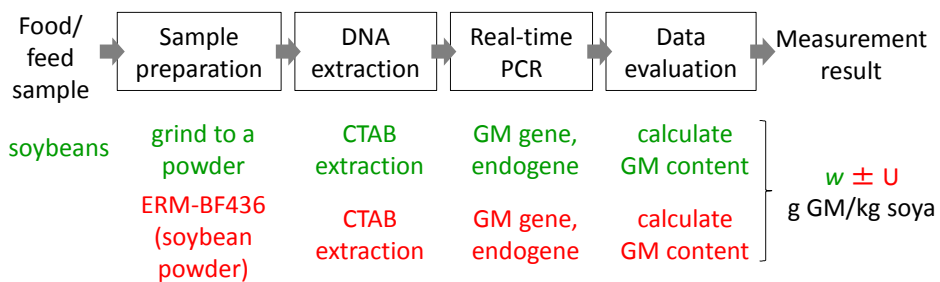 Food/
feed
sample
Sample
preparation
DNA
extraction
Real-time
PCR
Data
evaluation
Measurement
result
soybeans
grind to a
powder
CTAB
extraction
GM gene,
endogene
calculate
GM content
ERM-BF436
(soybean
powder)
CTAB
extraction
GM gene,
endogene
calculate
GM content
w ± U
g GM/kg soya